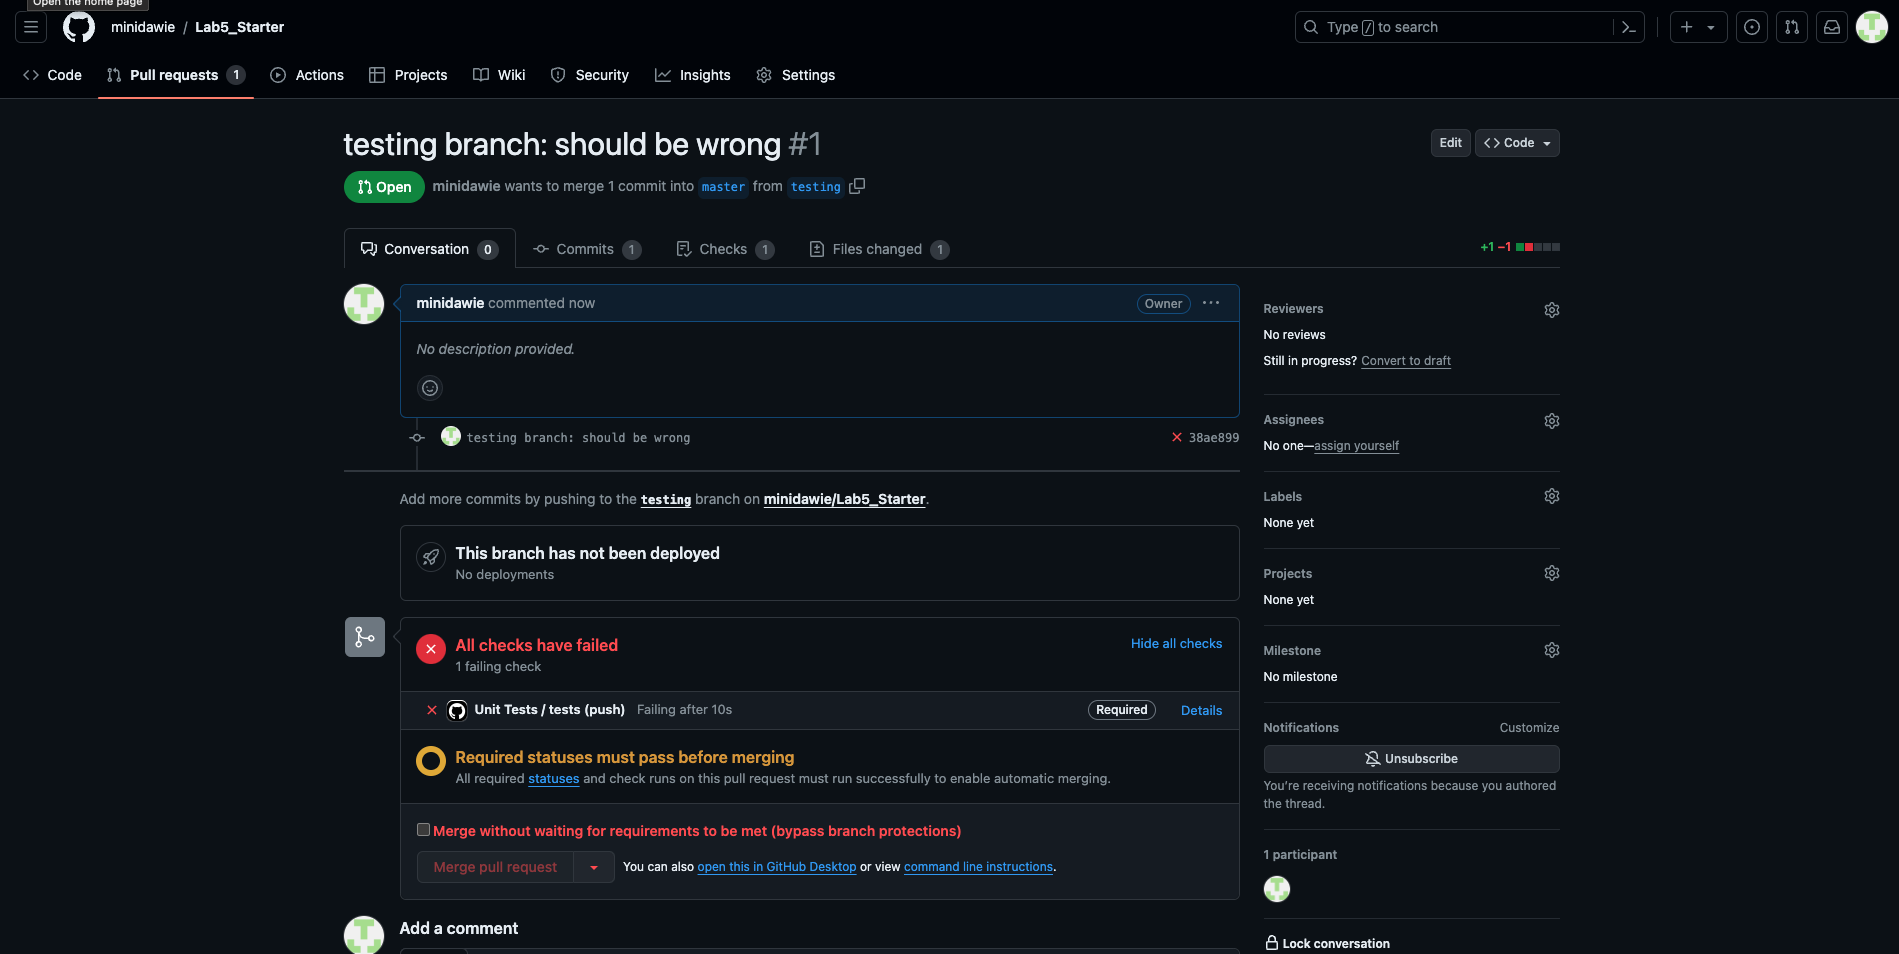 Open the home page
minidawie / Lab5_Starter
Type / to search
Code
Pull requests 1
Actions
Projects
Wiki
Security
Insights
Settings
testing branch: should be wrong #1
Edit
<> Code
Open
minidawie wants to merge 1 commit into master from testing
Conversation 0
Commits 1
Checks 1
Files changed 1
+1 −1
minidawie commented now
Owner
No description provided.
testing branch: should be wrong
38ae899
Add more commits by pushing to the testing branch on minidawie/Lab5_Starter.
This branch has not been deployed
No deployments
All checks have failed
1 failing check
Hide all checks
Unit Tests / tests (push) Failing after 10s
Required
Details
Required statuses must pass before merging
All required statuses and check runs on this pull request must run successfully to enable automatic merging.
Merge without waiting for requirements to be met (bypass branch protections)
Merge pull request
You can also open this in GitHub Desktop or view command line instructions.
Add a comment
Reviewers
No reviews
Still in progress? Convert to draft
Assignees
No one—assign yourself
Labels
None yet
Projects
None yet
Milestone
No milestone
Notifications
Customize
Unsubscribe
You're receiving notifications because you authored
the thread.
1 participant
Lock conversation